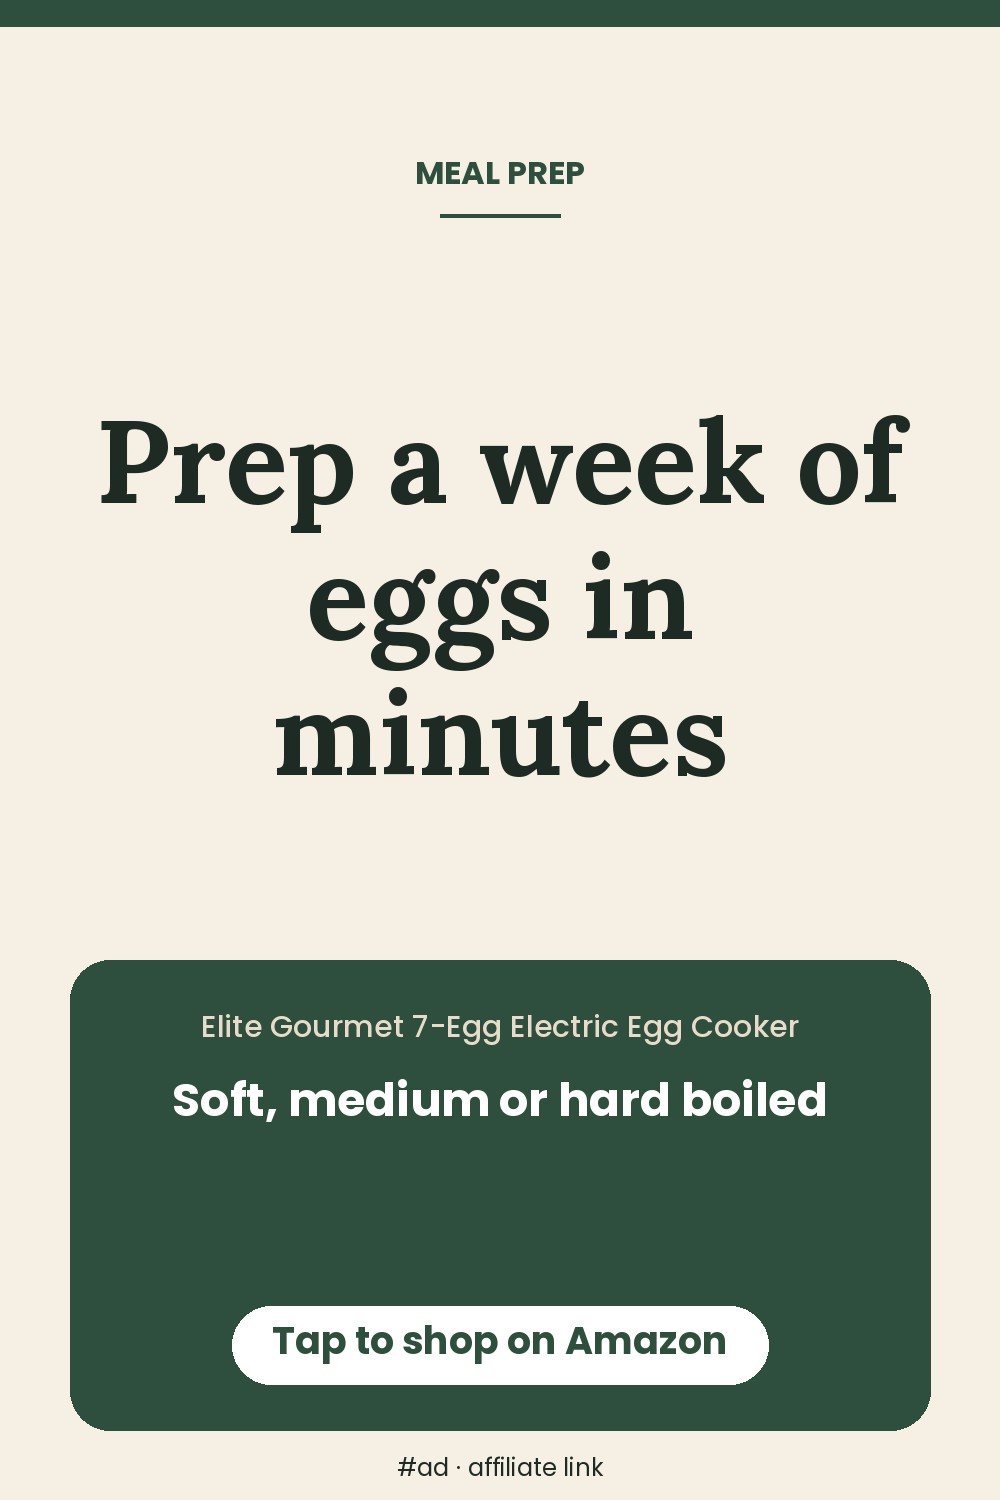 MEAL PREP
Prep a week of
eggs in
minutes
Elite Gourmet 7-Egg Electric Egg Cooker
Soft, medium or hard boiled
Tap to shop on Amazon
#ad · affiliate link